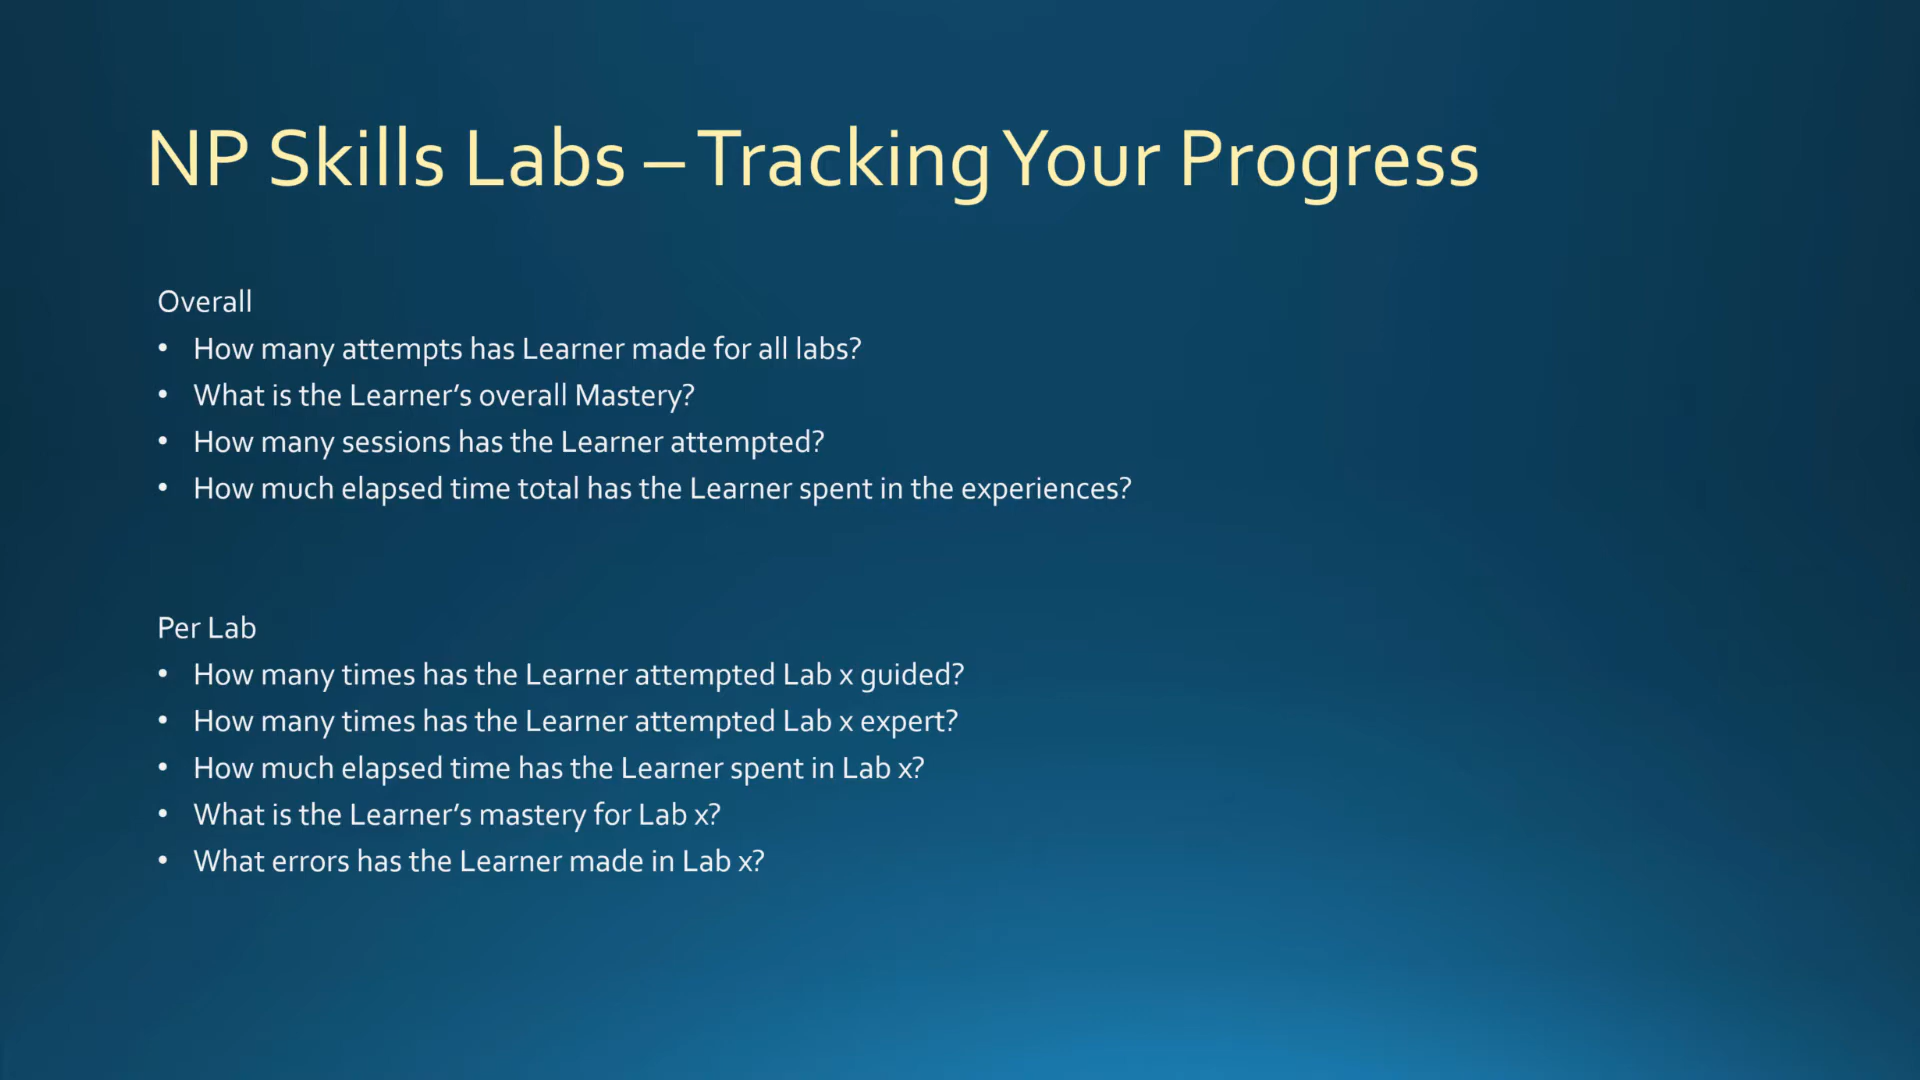 NP Skills Labs – Tracking Your Progress
Overall
• How many attempts has Learner made for all labs?
• What is the Learner’s overall Mastery?
• How many sessions has the Learner attempted?
• How much elapsed time total has the Learner spent in the experiences?
Per Lab
• How many times has the Learner attempted Lab x guided?
• How many times has the Learner attempted Lab x expert?
• How much elapsed time has the Learner spent in Lab x?
• What is the Learner’s mastery for Lab x?
• What errors has the Learner made in Lab x?